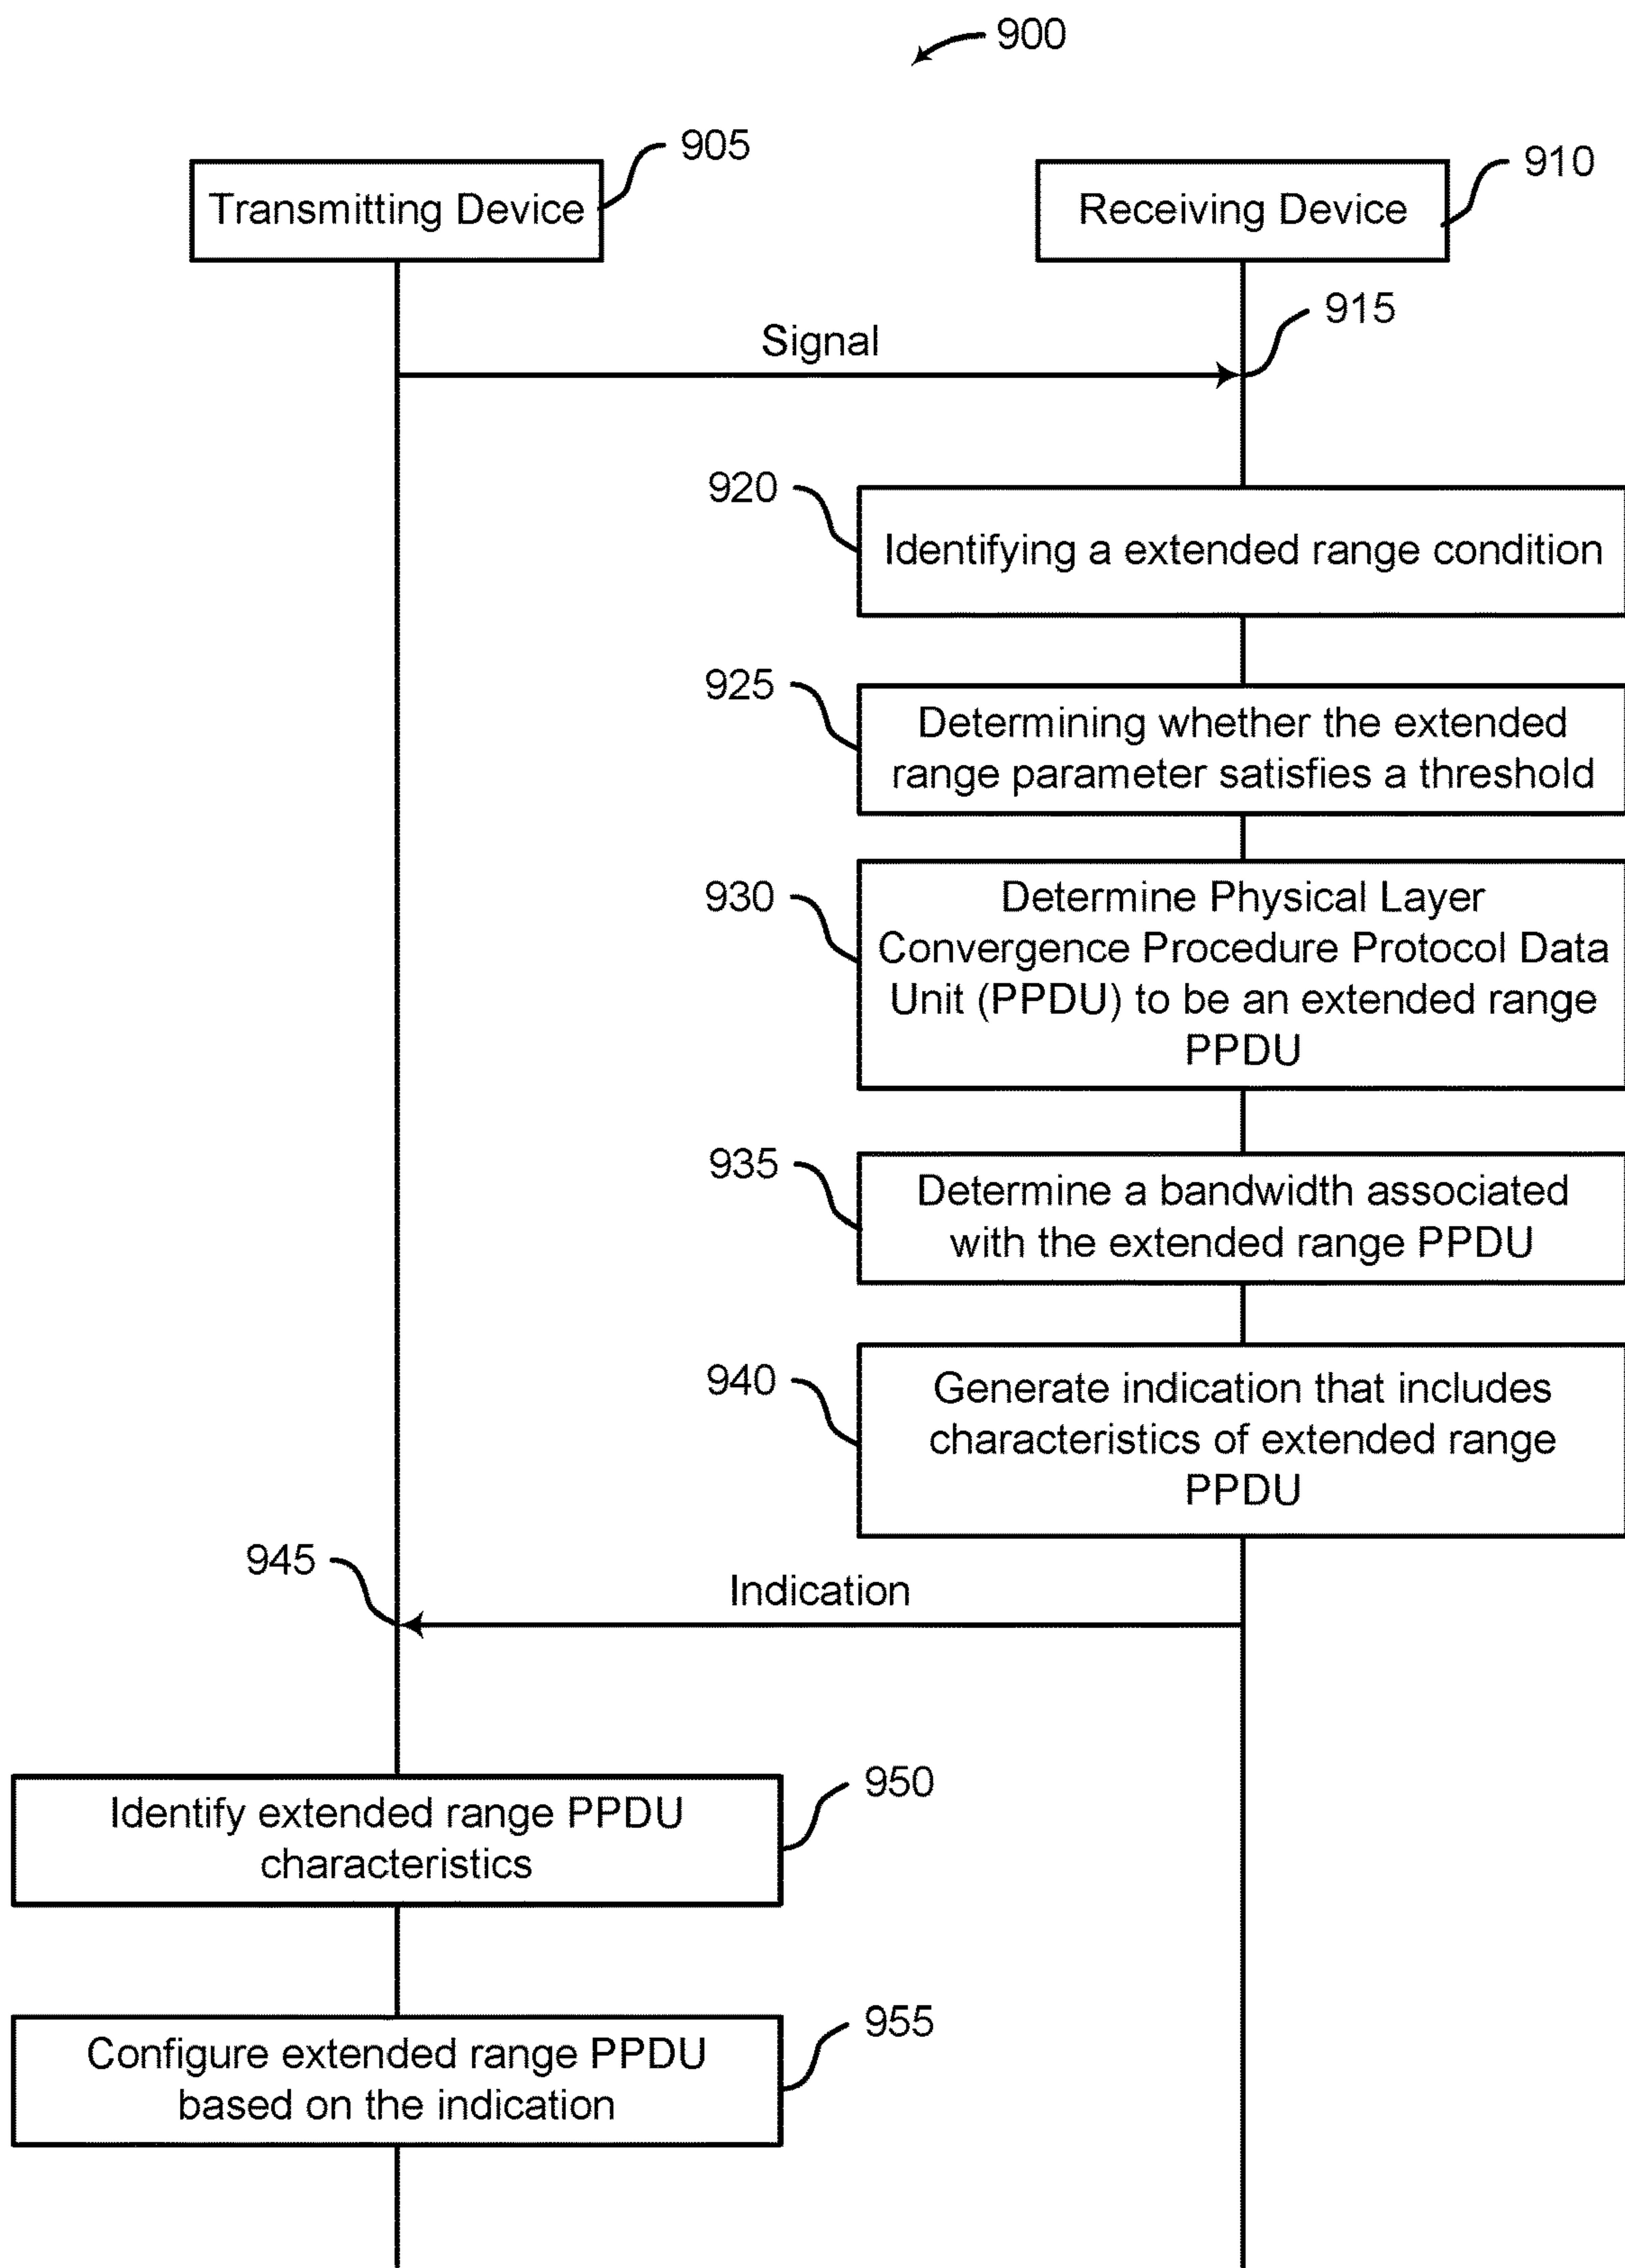 900
905
910
Transmitting Device
Receiving Device
915
Signal
920
Identifying a extended range condition
925
Determining whether the extended
range parameter satisfies a threshold
930
Determine Physical Layer
Convergence Procedure Protocol Data
Unit (PPDU) to be an extended range
PPDU
935
Determine a bandwidth associated
with the extended range PPDU
940
Generate indication that includes
characteristics of extended range
PPDU
945
Indication
950
Identify extended range PPDU
characteristics
955
Configure extended range PPDU
based on the indication